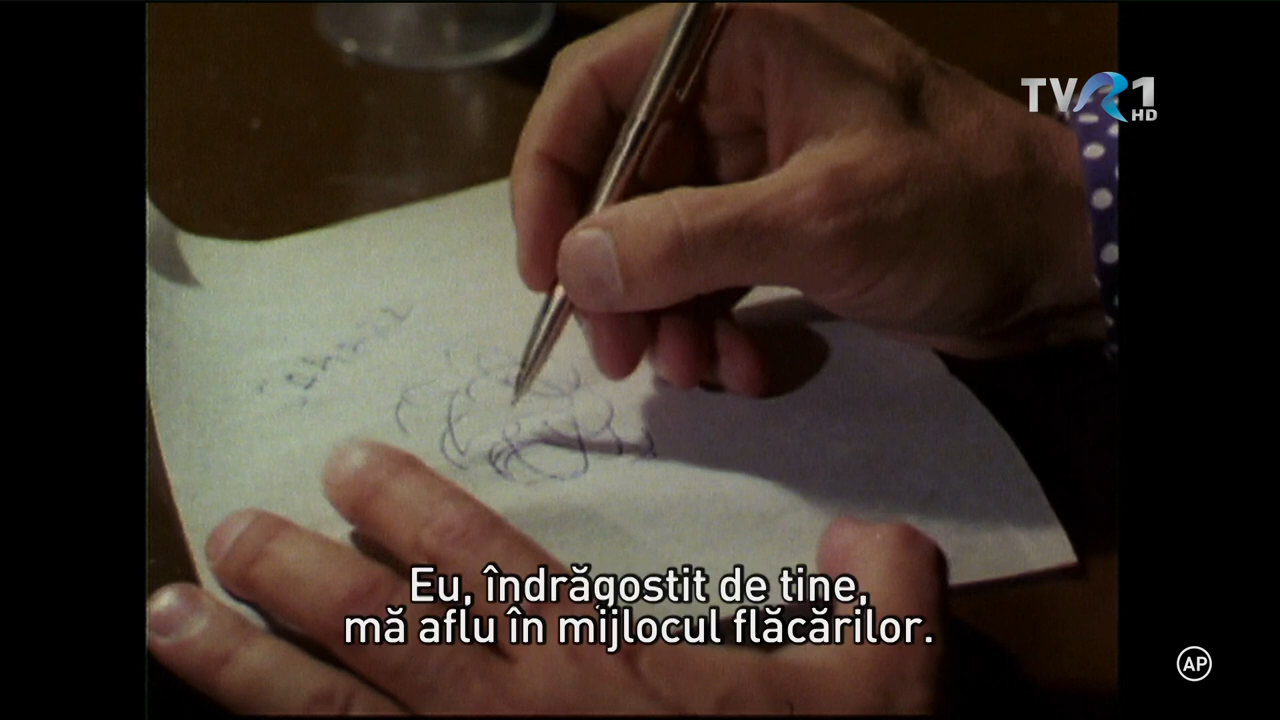 TVR1
HD
Eu, îndrăgostit de tine,
mă aflu în mijlocul flăcărilor.
AP